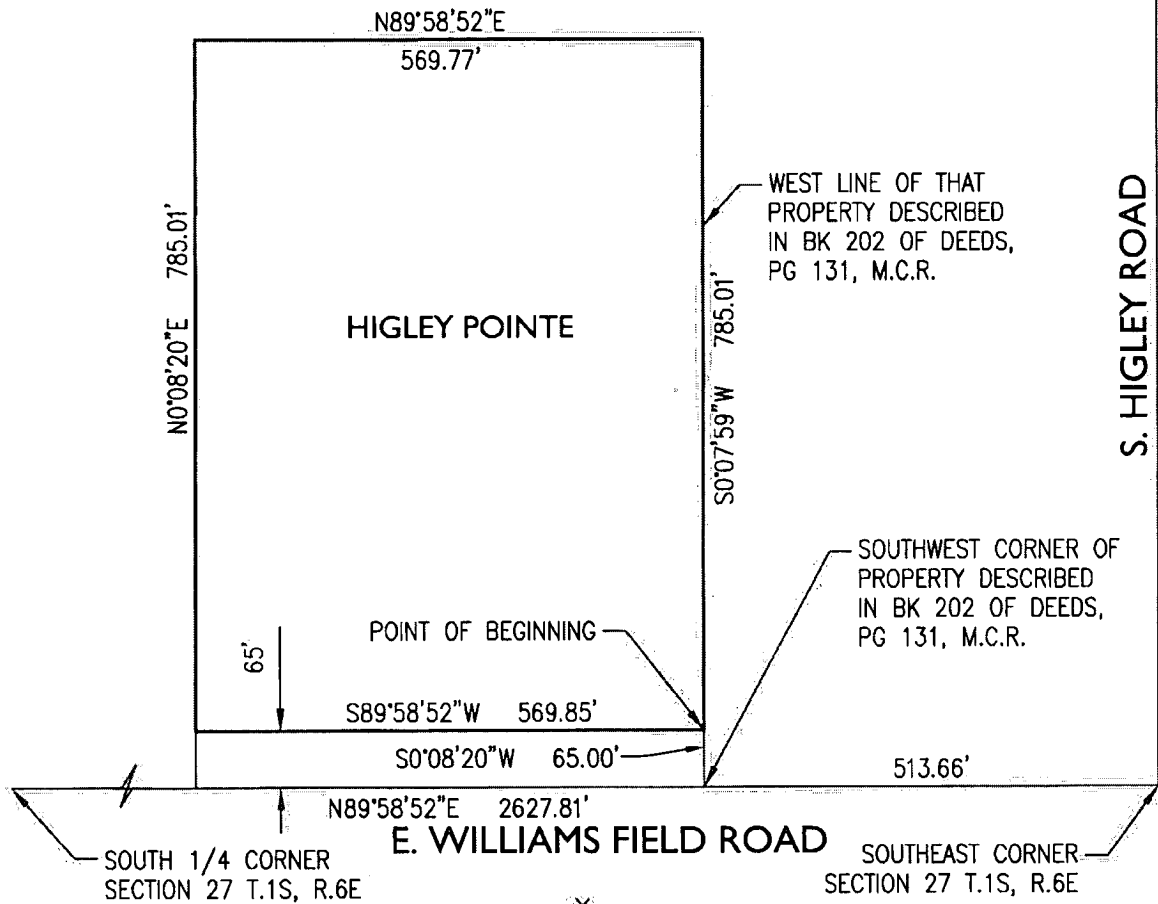 N89°58'52"E
569.77'
N0°08'20"E 785.01'
HIGLEY POINTE
WEST LINE OF THAT
PROPERTY DESCRIBED
IN BK 202 OF DEEDS,
PG 131, M.C.R.
S0°07'59"W 785.01'
S. HIGLEY ROAD
SOUTHWEST CORNER OF
PROPERTY DESCRIBED
IN BK 202 OF DEEDS,
PG 131, M.C.R.
POINT OF BEGINNING
65'
S89°58'52"W 569.85'
S0°08'20"W 65.00'
513.66'
N89°58'52"E 2627.81'
E. WILLIAMS FIELD ROAD
SOUTH 1/4 CORNER
SECTION 27 T.1S, R.6E
SOUTHEAST CORNER
SECTION 27 T.1S, R.6E